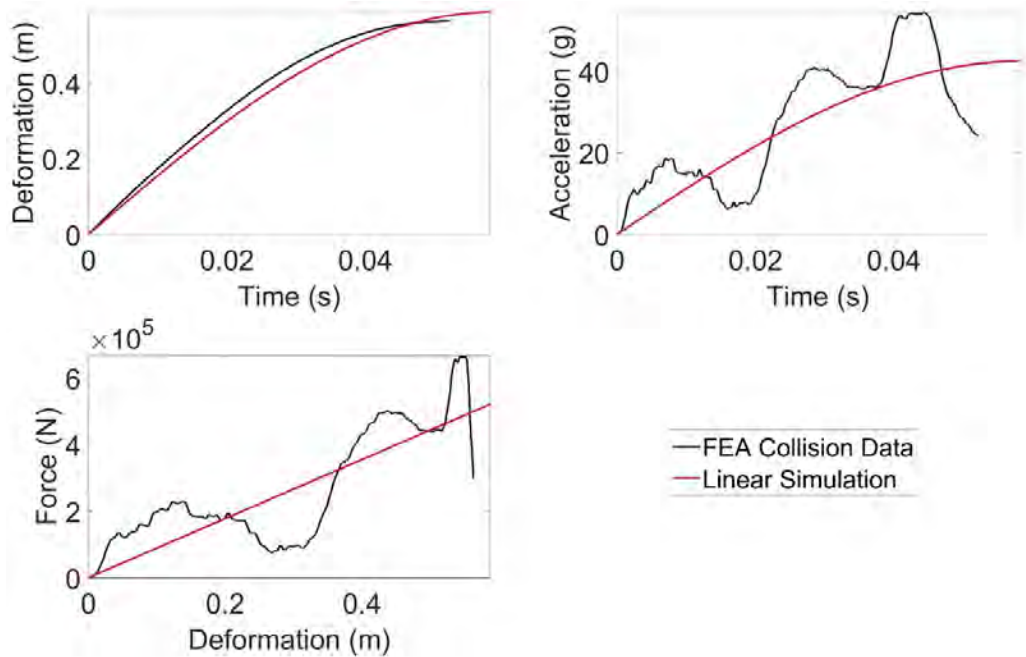 Deformation (m)
0.4
0.2
0
0 0.02 0.04
Time (s)
Acceleration (g)
40
20
0
0 0.02 0.04
Time (s)
×10^5
Force (N)
6
4
2
0
0 0.2 0.4
Deformation (m)
FEA Collision Data
Linear Simulation